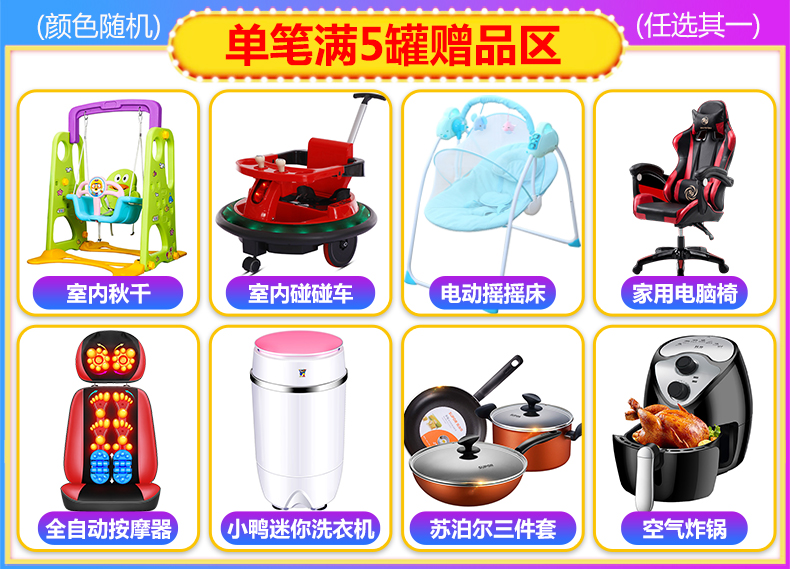 (颜色随机)
单笔满5罐赠品区
(任选其一)
室内秋千
室内碰碰车
电动摇摇床
家用电脑椅
全自动按摩器
小鸭迷你洗衣机
苏泊尔三件套
空气炸锅